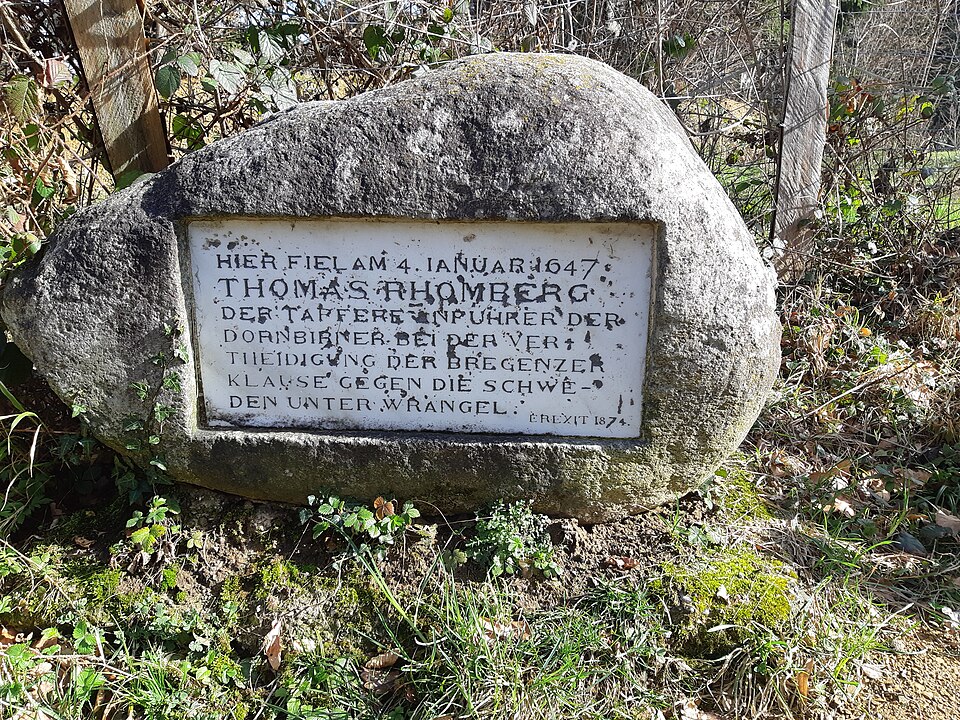 HIER FIEL AM 4. IANUAR 1647
THOMAS RHOMBERG
DER TAPFERE ANFUHRER DER
DORNBIRNER BEI DER VER-
THEIDIGUNG DER BREGENZER
KLAUSE GEGEN DIE SCHWE-
DEN UNTER WRANGEL.
EREXIT 1874.